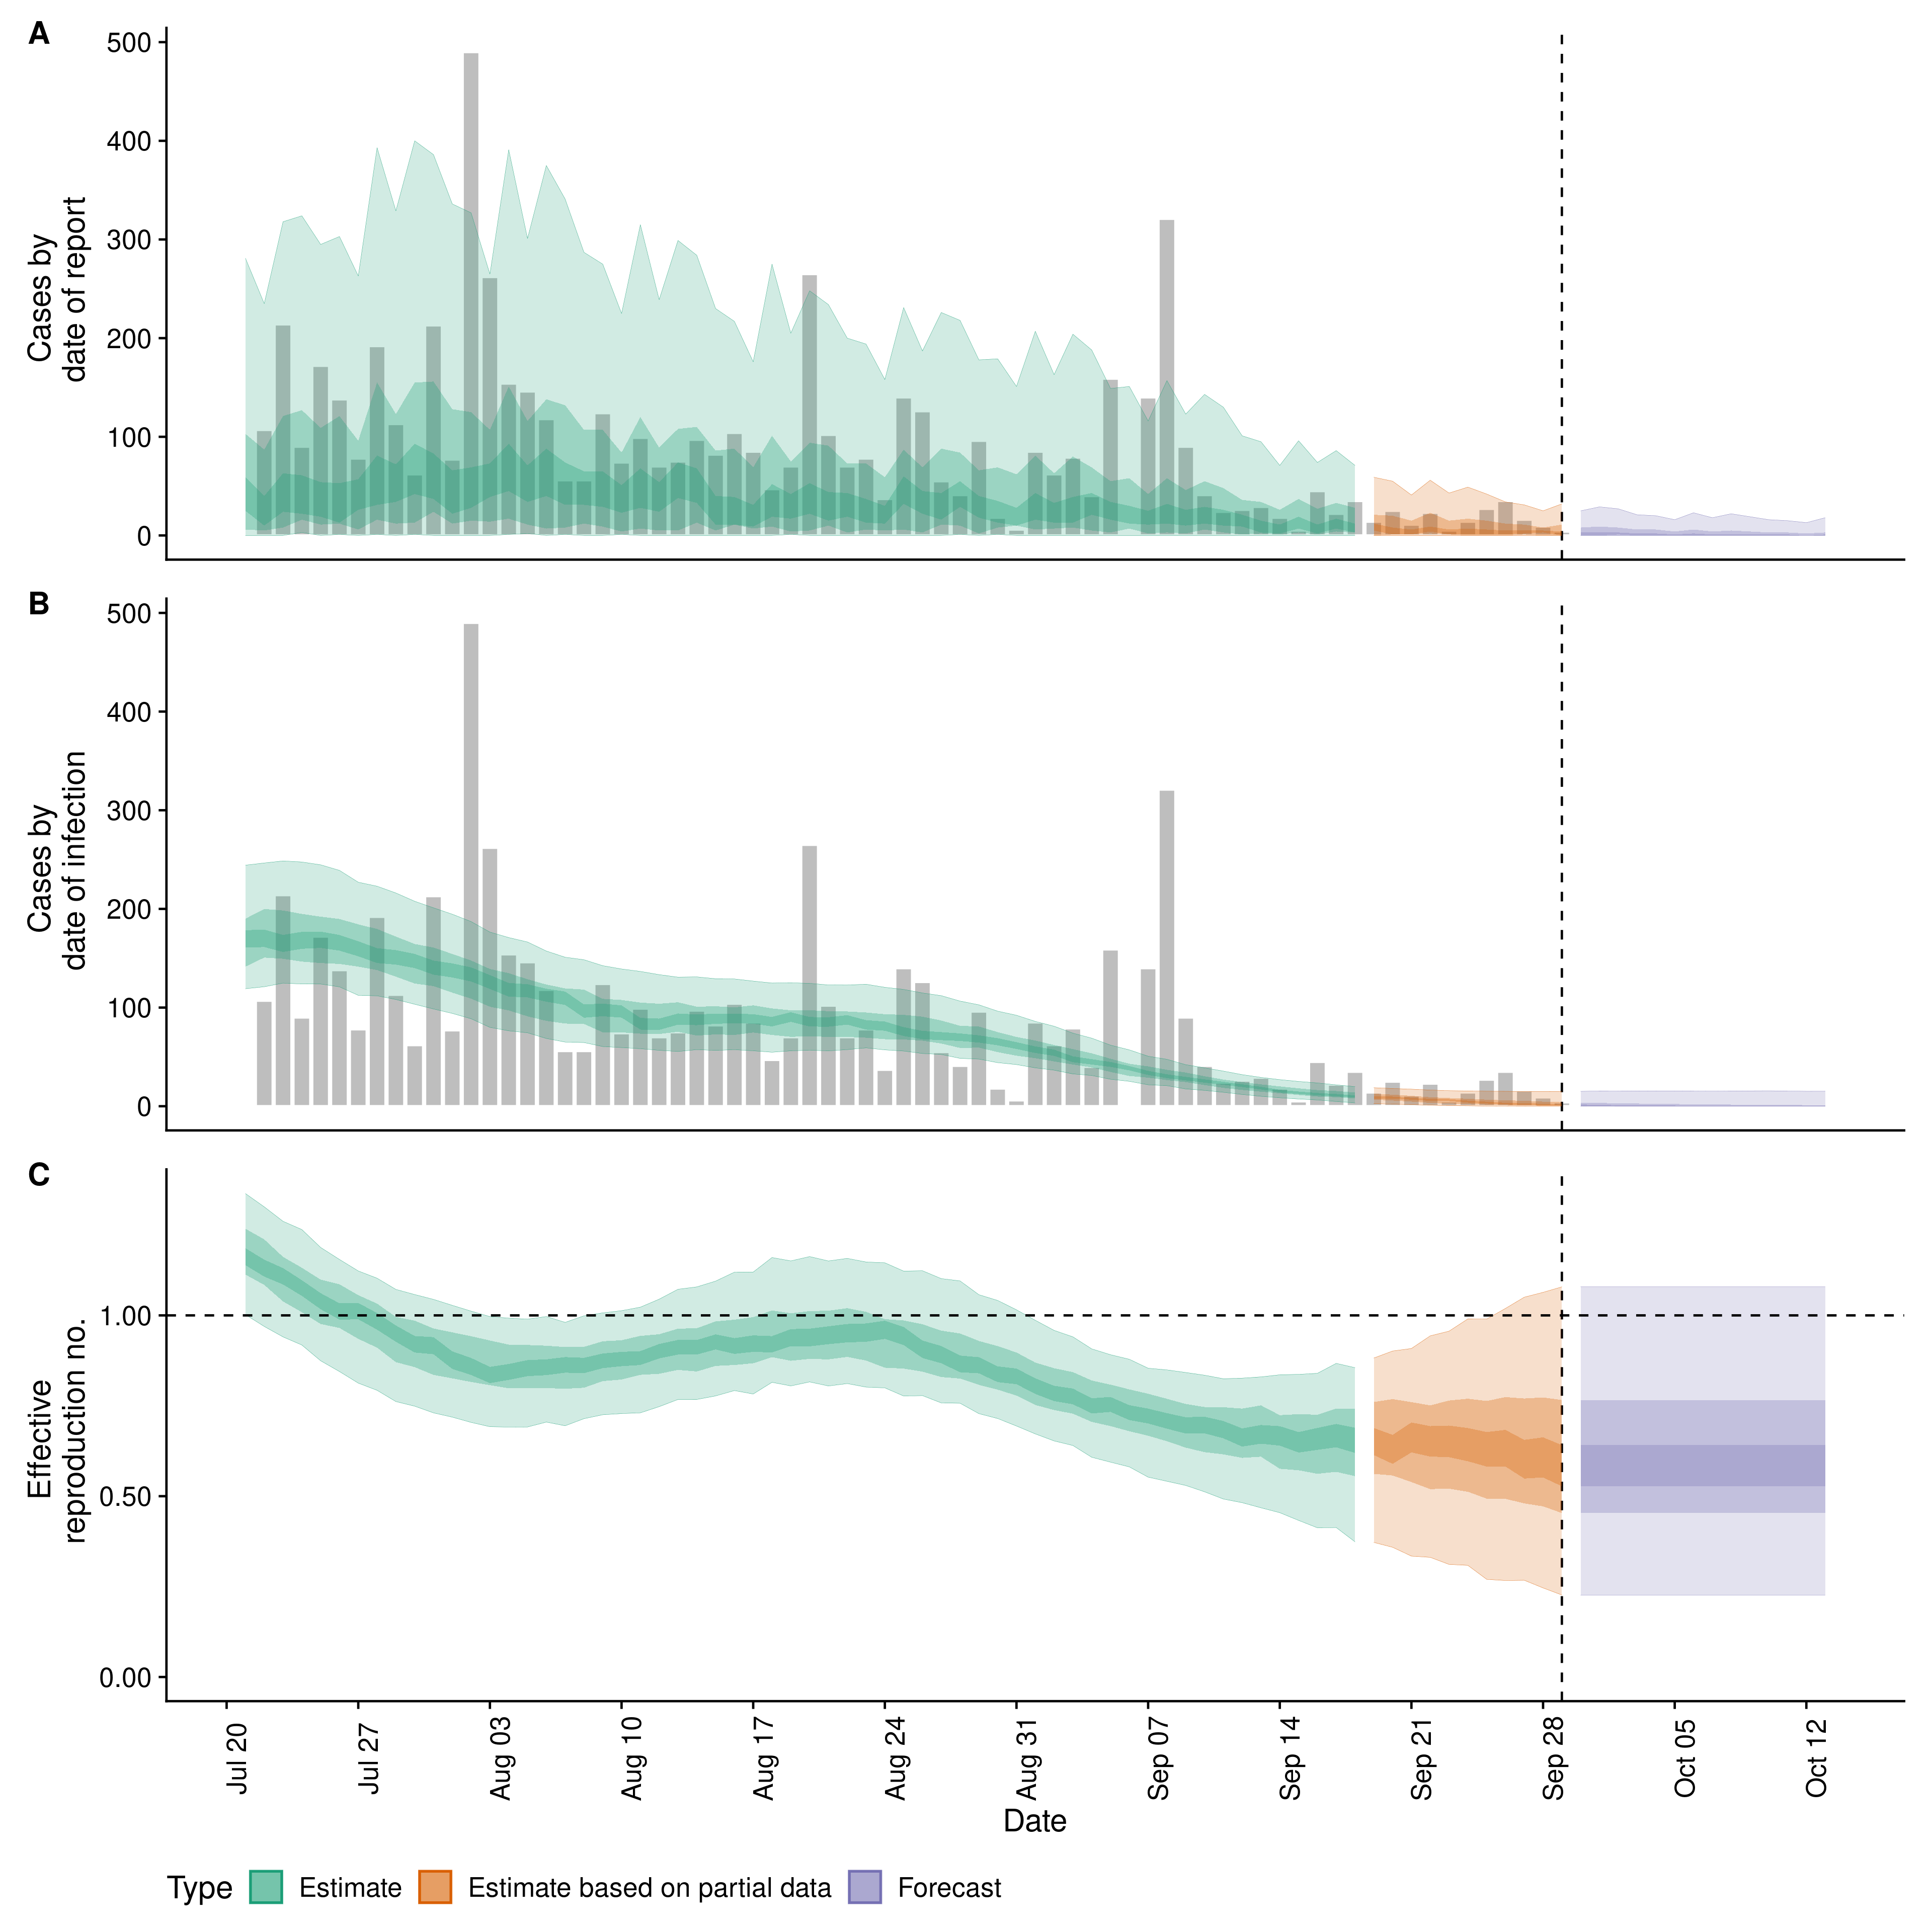 A
500
400
300
200
100
0
Cases by
date of report
B
500
400
300
200
100
0
Cases by
date of infection
C
1.00
0.50
0.00
Effective
reproduction no.
Jul 20
Jul 27
Aug 03
Aug 10
Aug 17
Aug 24
Aug 31
Sep 07
Sep 14
Sep 21
Sep 28
Oct 05
Oct 12
Date
Type Estimate Estimate based on partial data Forecast